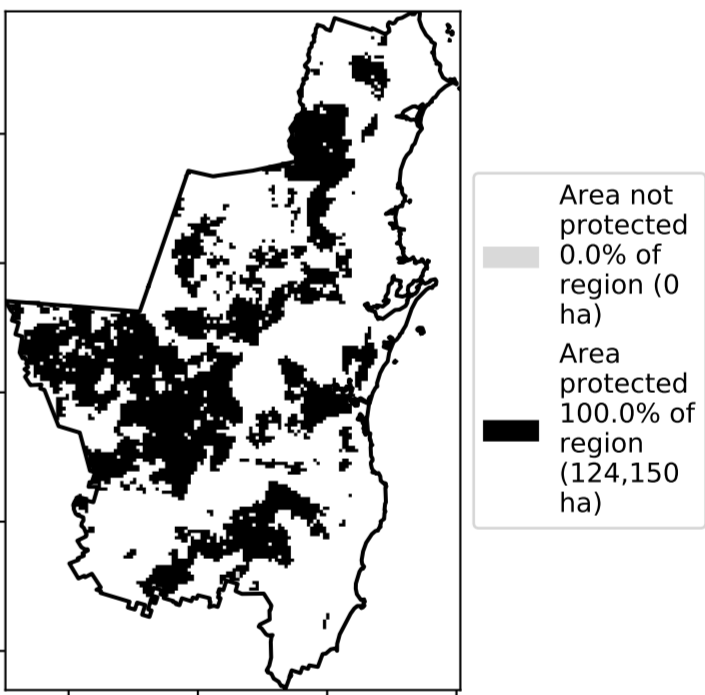 Area not
protected
0.0% of
region (0
ha)
Area
protected
100.0% of
region
(124,150
ha)